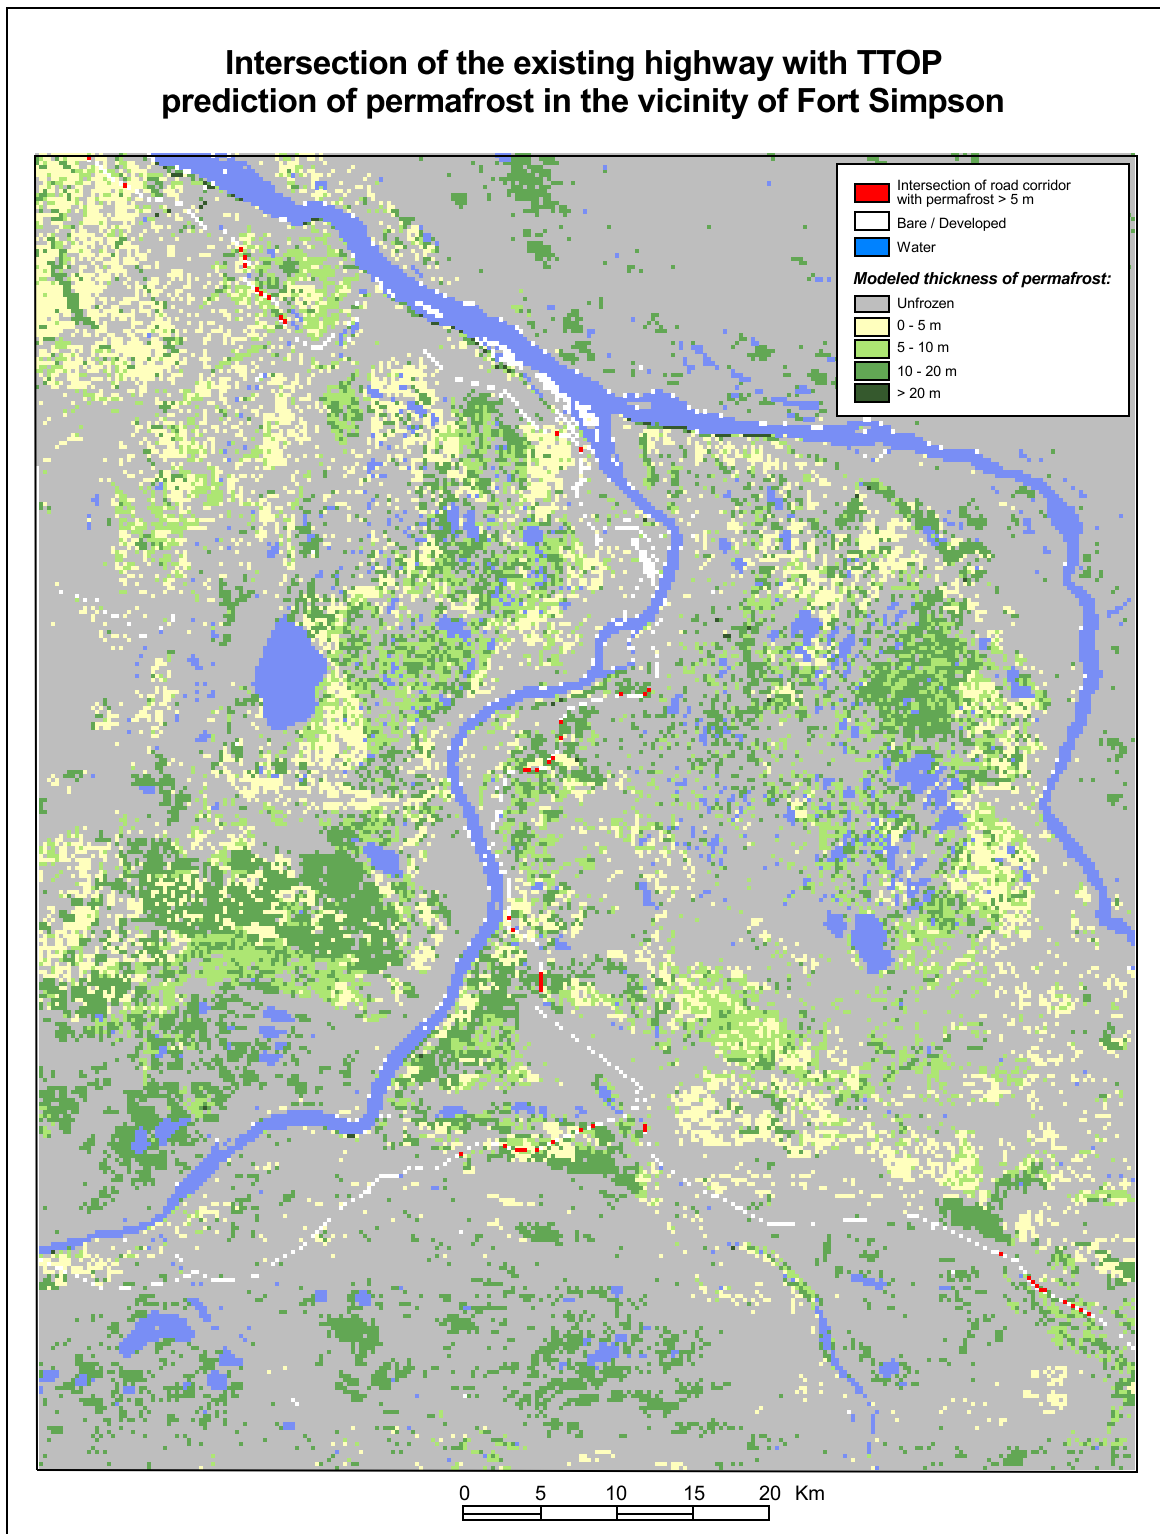 Intersection of the existing highway with TTOP
prediction of permafrost in the vicinity of Fort Simpson
Intersection of road corridor
with permafrost > 5 m
Bare / Developed
Water
Modeled thickness of permafrost:
Unfrozen
0 - 5 m
5 - 10 m
10 - 20 m
> 20 m
0 5 10 15 20 Km